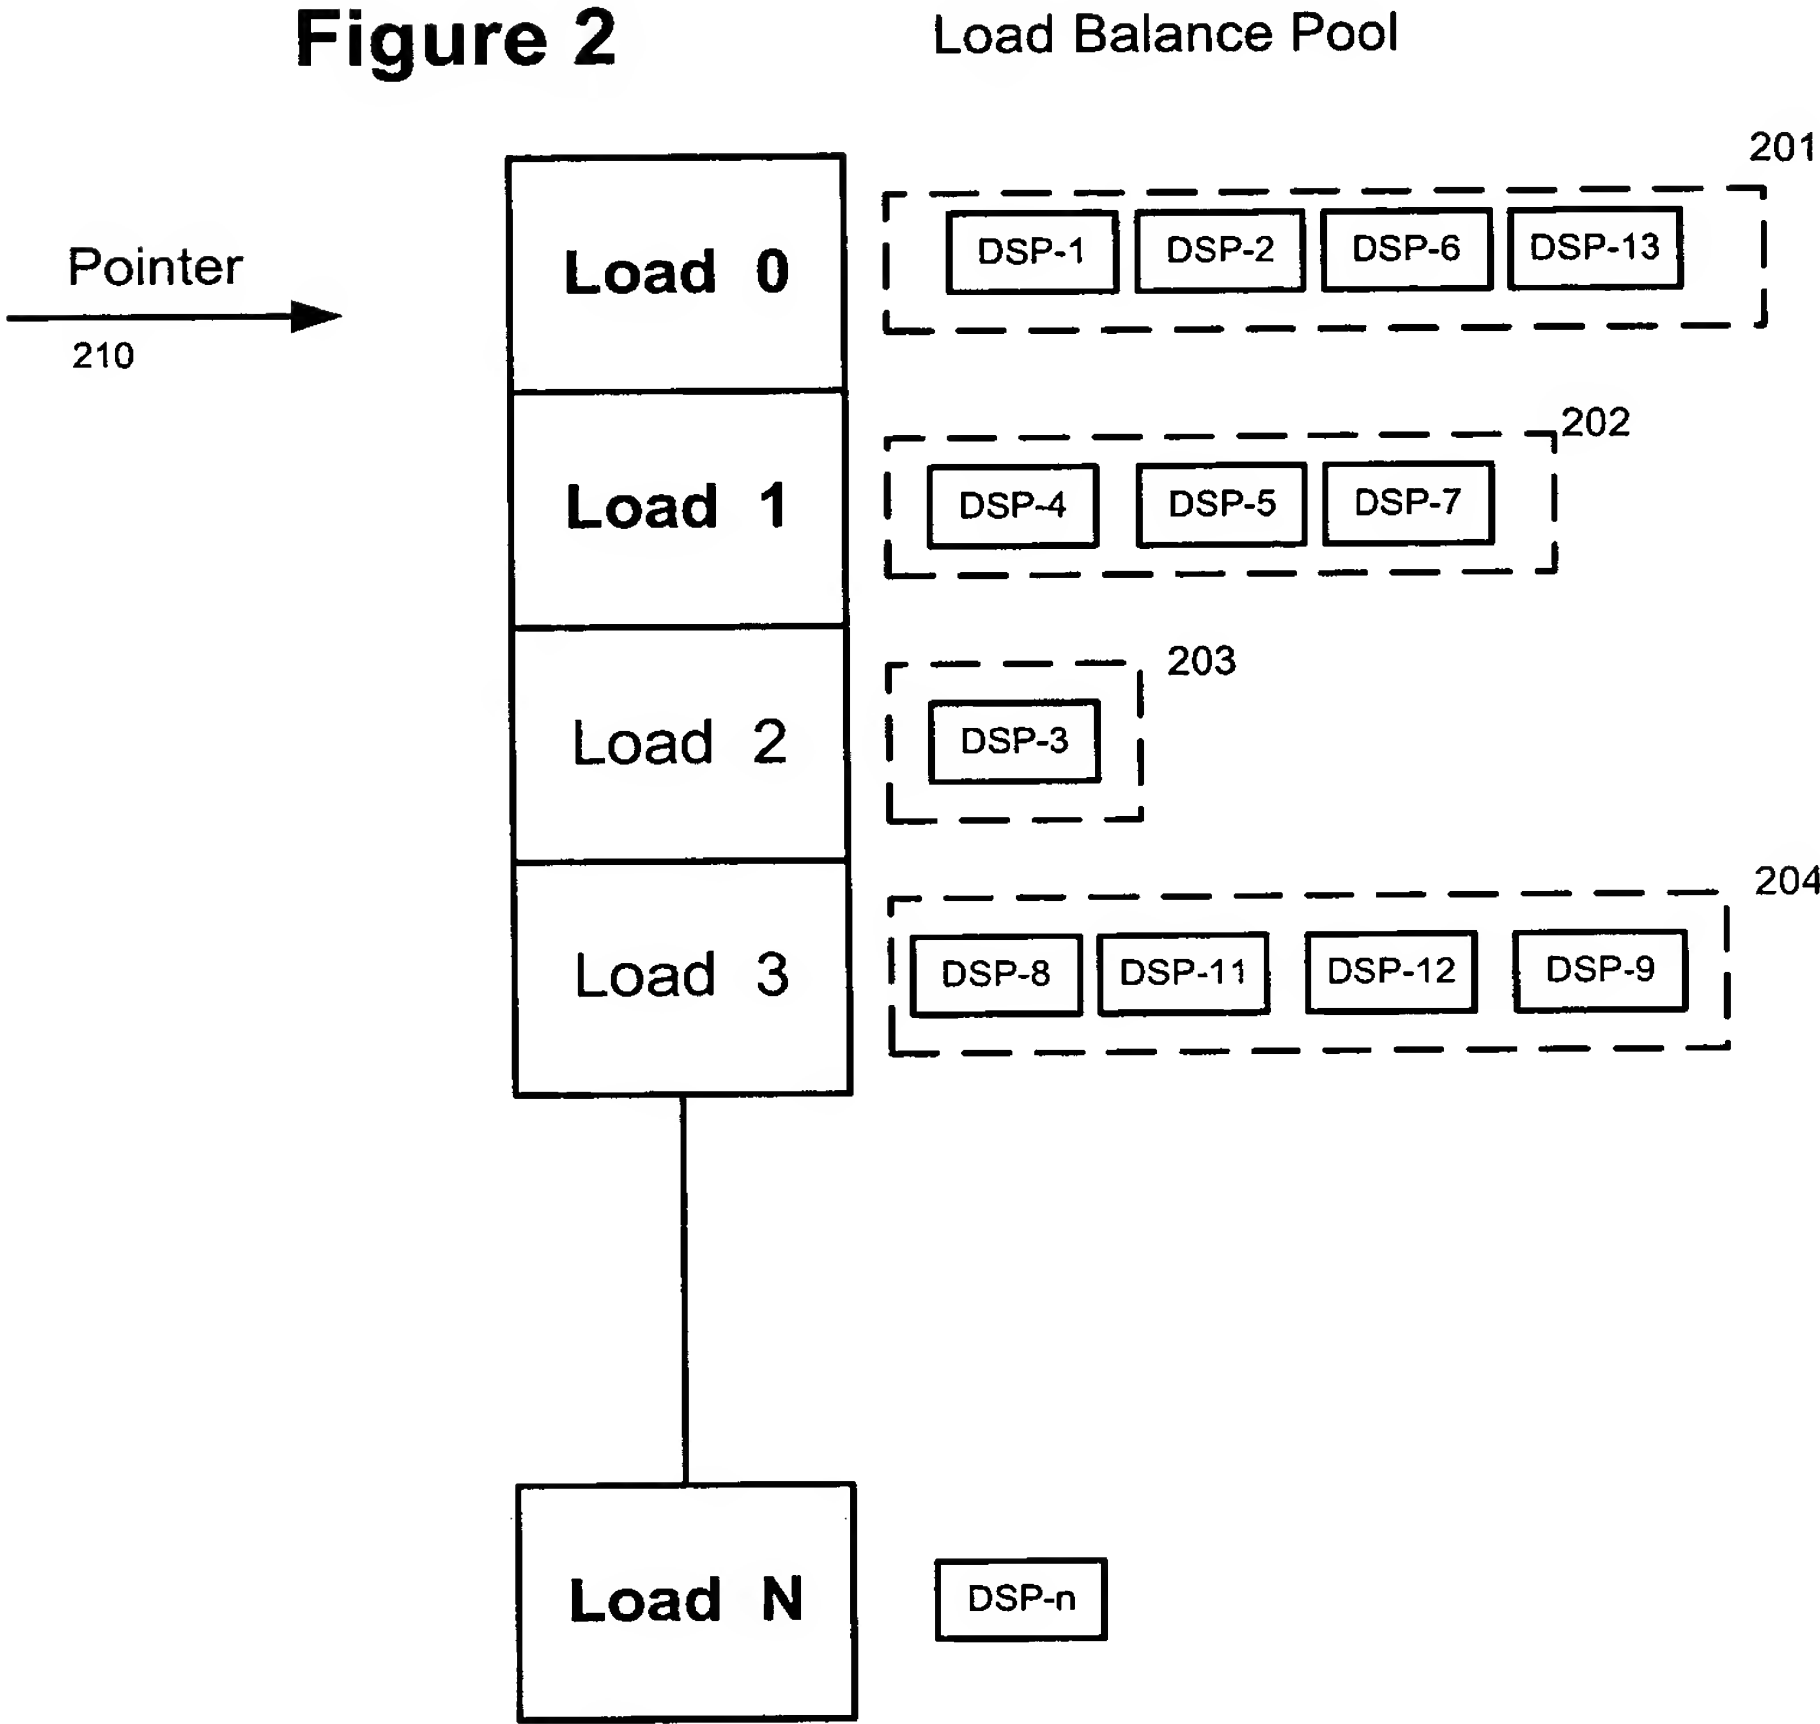 Figure 2
Load Balance Pool
201
Pointer
210
Load 0
DSP-1 DSP-2 DSP-6 DSP-13
202
Load 1
DSP-4 DSP-5 DSP-7
203
Load 2
DSP-3
204
Load 3
DSP-8 DSP-11 DSP-12 DSP-9
Load N
DSP-n